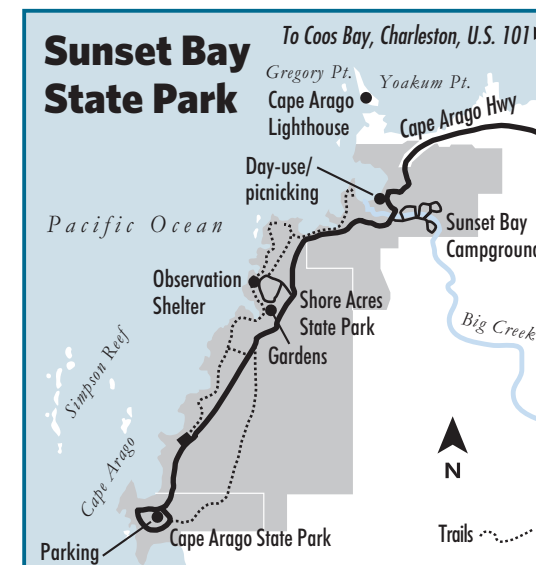 Sunset Bay
State Park
To Coos Bay, Charleston, U.S. 101
Gregory Pt.
Yoakum Pt.
Cape Arago
Lighthouse
Cape Arago Hwy
Day-use/
picnicking
Pacific Ocean
Sunset Bay
Campground
Observation
Shelter
Shore Acres
State Park
Gardens
Big Creek
Simpson Reef
Cape Arago
N
Trails
Cape Arago State Park
Parking